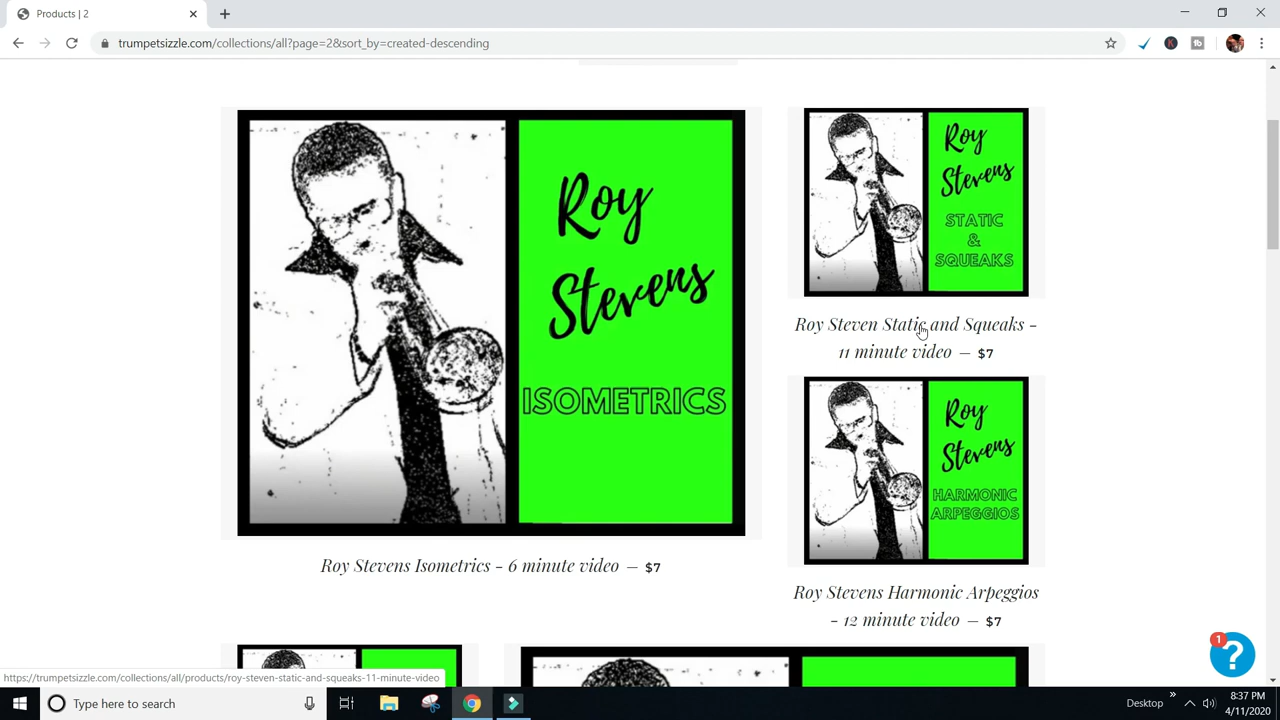 Products | 2
trumpetsizzle.com/collections/all?page=2&sort_by=created-descending
Roy
Stevens
ISOMETRICS
Roy Stevens Isometrics - 6 minute video — $7
Roy
Stevens
STATIC
&
SQUEAKS
Roy Steven Static and Squeaks -
11 minute video — $7
Roy
Stevens
HARMONIC
ARPEGGIOS
Roy Stevens Harmonic Arpeggios
- 12 minute video — $7
1
?
https://trumpetsizzle.com/collections/all/products/roy-steven-static-and-squeaks-11-minute-video
Type here to search
Desktop
8:37 PM
4/11/2020